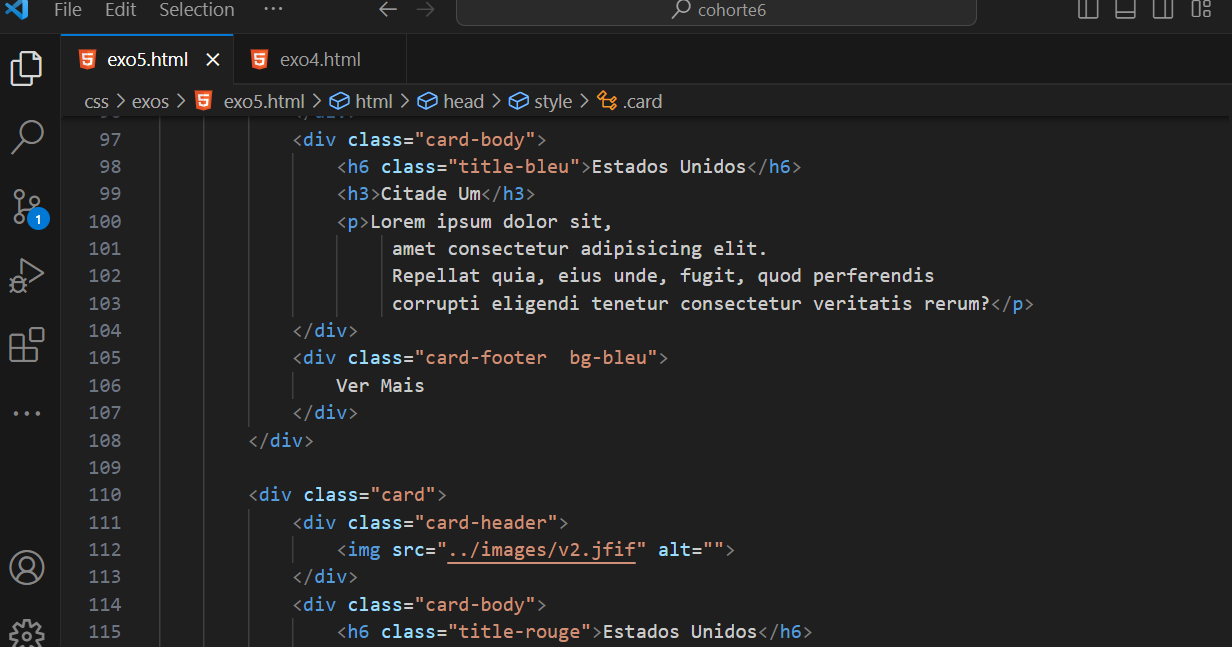 File Edit Selection ··· cohorte6
exo5.html exo4.html
css > exos > exo5.html > html > head > style > .card
97 <div class="card-body">
98 <h6 class="title-bleu">Estados Unidos</h6>
99 <h3>Citade Um</h3>
100 <p>Lorem ipsum dolor sit,
101 amet consectetur adipisicing elit.
102 Repellat quia, eius unde, fugit, quod perferendis
103 corrupti eligendi tenetur consectetur veritatis rerum?</p>
104 </div>
105 <div class="card-footer  bg-bleu">
106 Ver Mais
107 </div>
108 </div>
109
110 <div class="card">
111 <div class="card-header">
112 <img src="../images/v2.jfif" alt="">
113 </div>
114 <div class="card-body">
115 <h6 class="title-rouge">Estados Unidos</h6>
1